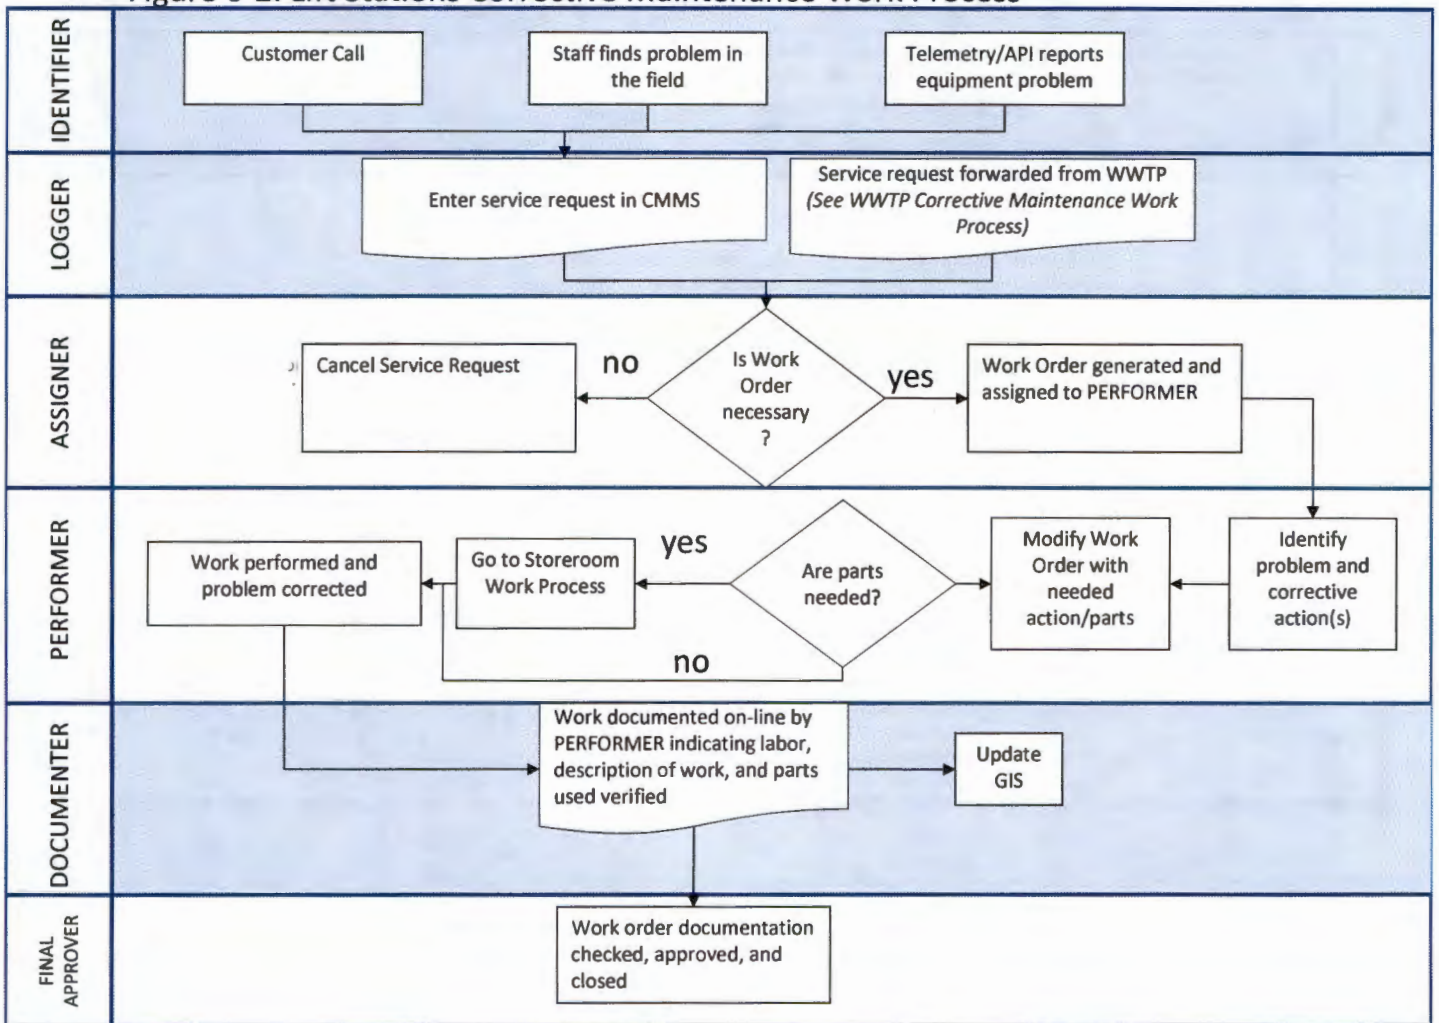 IDENTIFIER
Customer Call
Staff finds problem in
the field
Telemetry/API reports
equipment problem
LOGGER
Enter service request in CMMS
Service request forwarded from WWTP
(See WWTP Corrective Maintenance Work
Process)
ASSIGNER
Cancel Service Request
no
Is Work
Order
necessary
?
yes
Work Order generated and
assigned to PERFORMER
PERFORMER
Work performed and
problem corrected
Go to Storeroom
Work Process
yes
Are parts
needed?
no
Modify Work
Order with
needed
action/parts
Identify
problem and
corrective
action(s)
DOCUMENTER
Work documented on-line by
PERFORMER indicating labor,
description of work, and parts
used verified
Update
GIS
FINAL
APPROVER
Work order documentation
checked, approved, and
closed